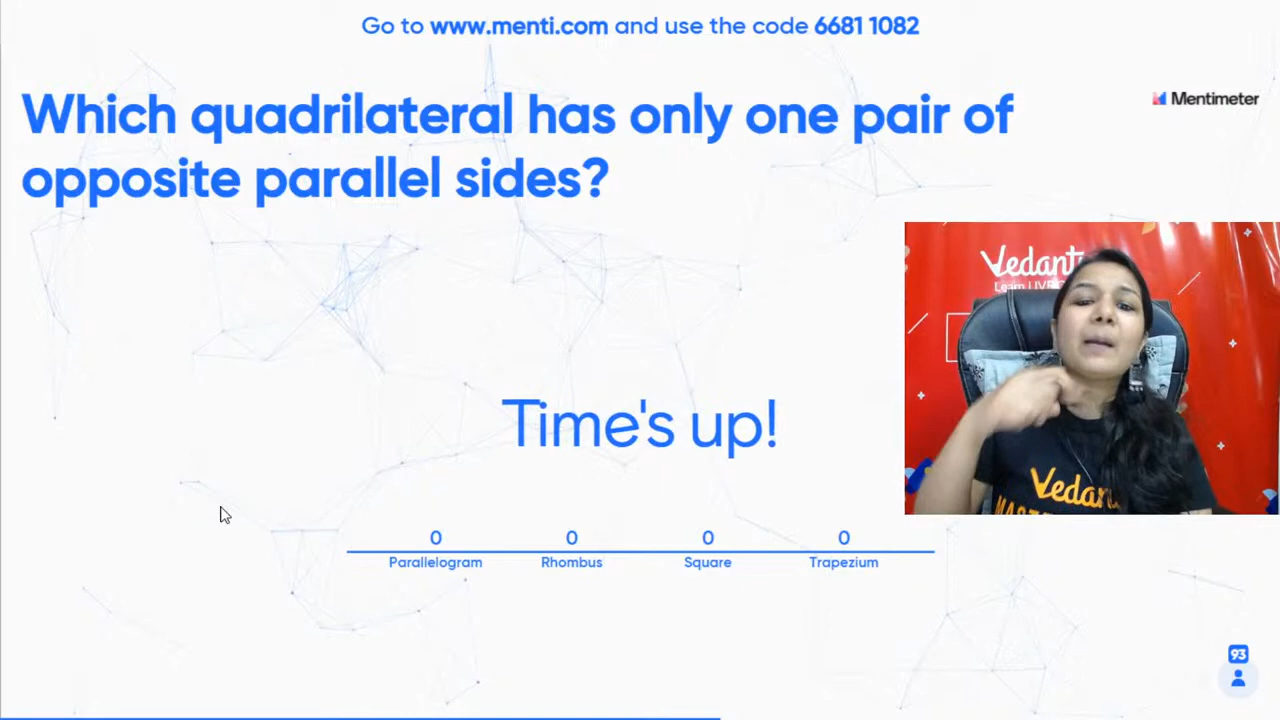 Go to www.menti.com and use the code 6681 1082
Which quadrilateral has only one pair of
opposite parallel sides?
Mentimeter
Time's up!
0 0 0 0
Parallelogram Rhombus Square Trapezium
93